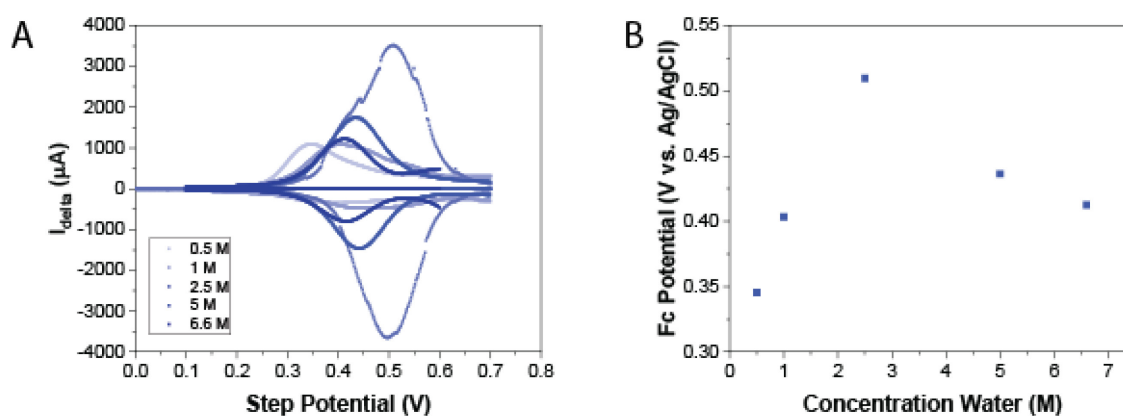 A
4000
3000
2000
1000
0
-1000
-2000
-3000
-4000
I_delta (µA)
0.5 M
1 M
2.5 M
5 M
6.6 M
0.0 0.1 0.2 0.3 0.4 0.5 0.6 0.7 0.8
Step Potential (V)
B
0.55
0.50
0.45
0.40
0.35
0.30
Fc Potential (V vs. Ag/AgCl)
0 1 2 3 4 5 6 7
Concentration Water (M)